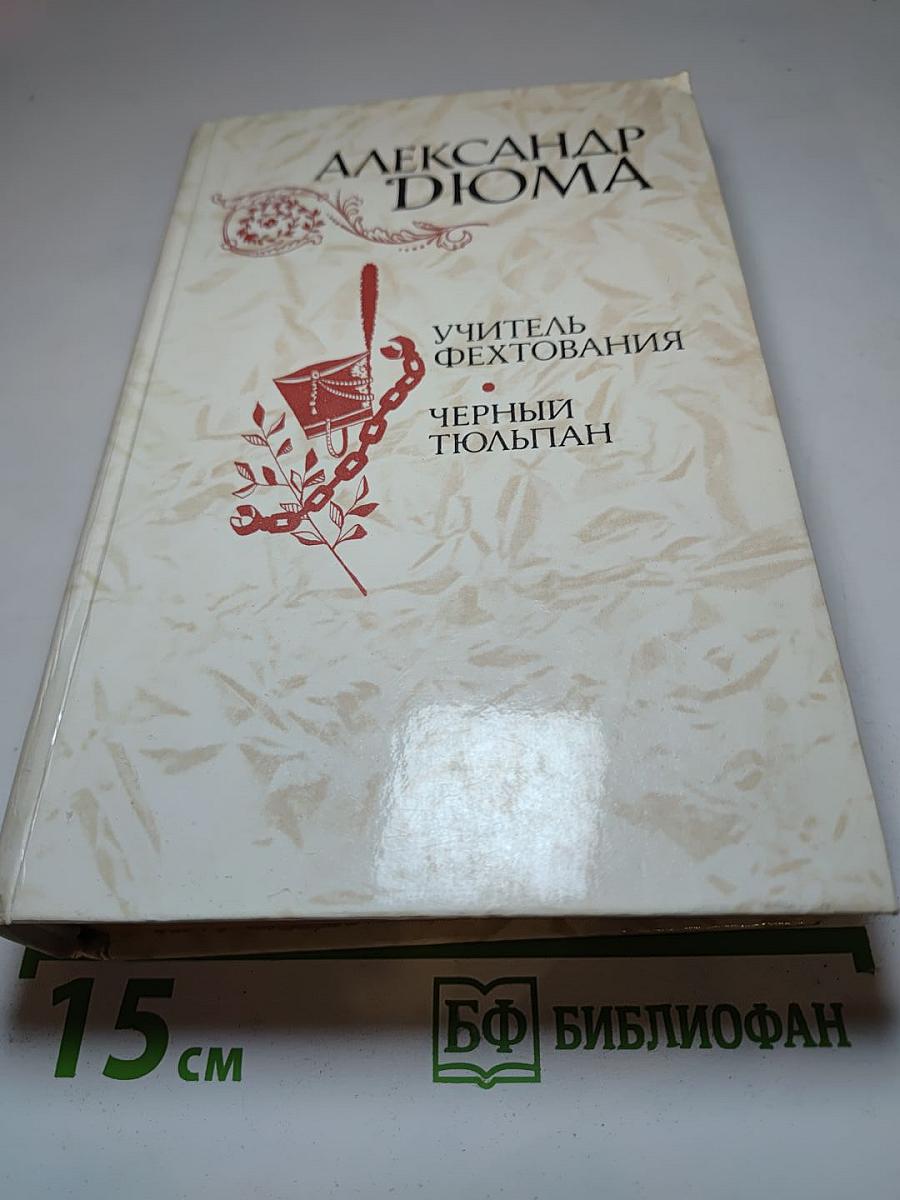 АЛЕКСАНДР
ДЮМА
УЧИТЕЛЬ
ФЕХТОВАНИЯ
•
ЧЕРНЫЙ
ТЮЛЬПАН
15 см
БФ БИБЛИОФАН